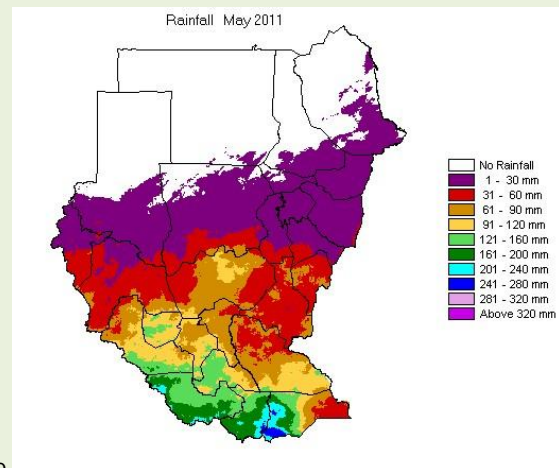 Rainfall May 2011
No Rainfall
1 - 30 mm
31 - 60 mm
61 - 90 mm
91 - 120 mm
121 - 160 mm
161 - 200 mm
201 - 240 mm
241 - 280 mm
281 - 320 mm
Above 320 mm